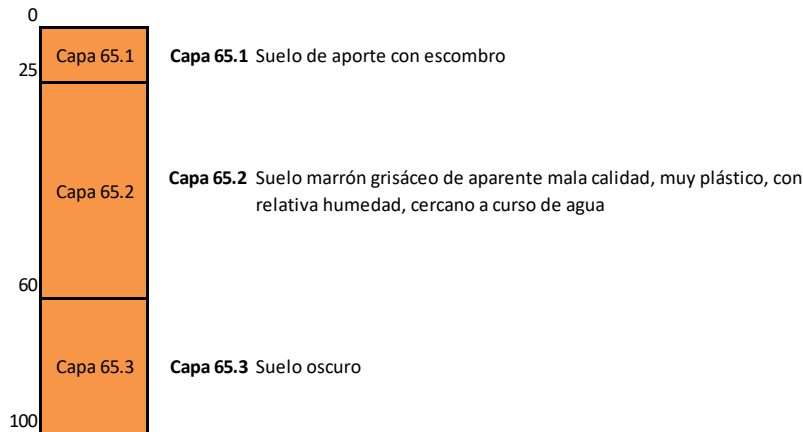 0
Capa 65.1 Capa 65.1 Suelo de aporte con escombro
25
Capa 65.2 Capa 65.2 Suelo marrón grisáceo de aparente mala calidad, muy plástico, con
relativa humedad, cercano a curso de agua
60
Capa 65.3 Capa 65.3 Suelo oscuro
100